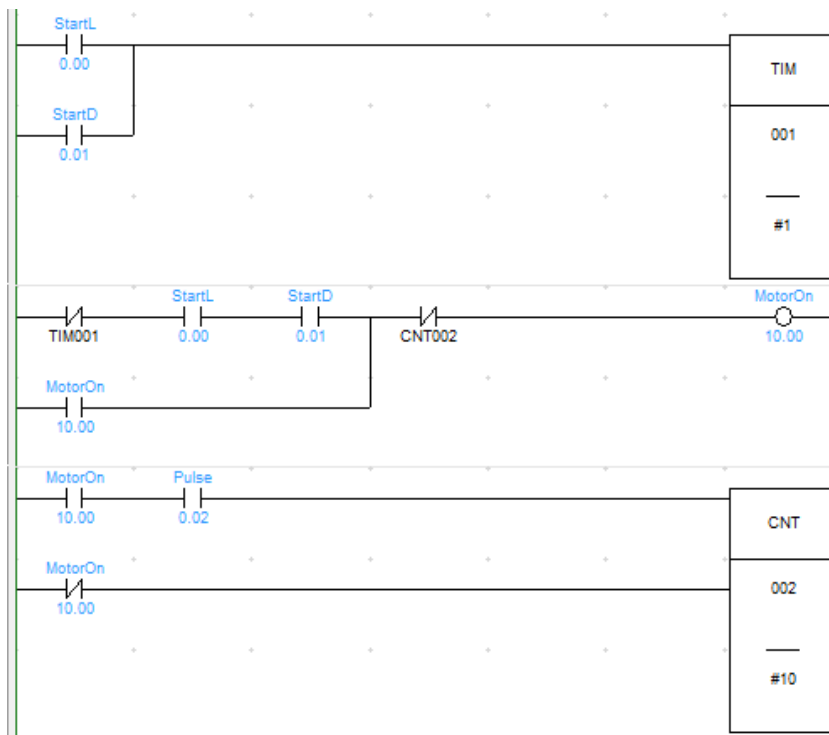 StartL
0.00
TIM
StartD
0.01
001
#1
StartL StartD MotorOn
TIM001 0.00 0.01 CNT002 10.00
MotorOn
10.00
MotorOn Pulse
10.00 0.02
CNT
MotorOn
10.00
002
#10